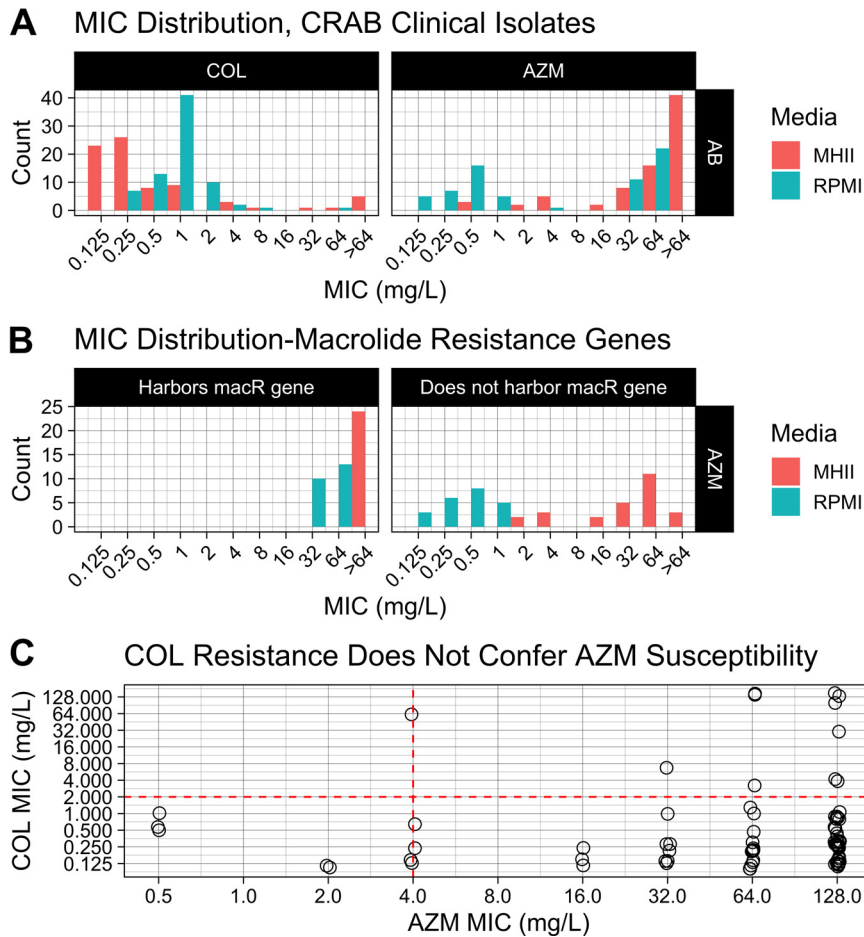 A MIC Distribution, CRAB Clinical Isolates
COL AZM
AB
Count
40
30
20
10
0
0.125 0.25 0.5 1 2 4 8 16 32 64 >64 0.125 0.25 0.5 1 2 4 8 16 32 64 >64
MIC (mg/L) MIC (mg/L)
Media
MHII
RPMI
B MIC Distribution-Macrolide Resistance Genes
Harbors macR gene Does not harbor macR gene
AZM
Count
25
20
15
10
5
0
0.125 0.25 0.5 1 2 4 8 16 32 64 >64 0.125 0.25 0.5 1 2 4 8 16 32 64 >64
MIC (mg/L) MIC (mg/L)
Media
MHII
RPMI
C COL Resistance Does Not Confer AZM Susceptibility
COL MIC (mg/L)
128.000
64.000
32.000
16.000
8.000
4.000
2.000
1.000
0.500
0.250
0.125
0.5 1.0 2.0 4.0 8.0 16.0 32.0 64.0 128.0
AZM MIC (mg/L)